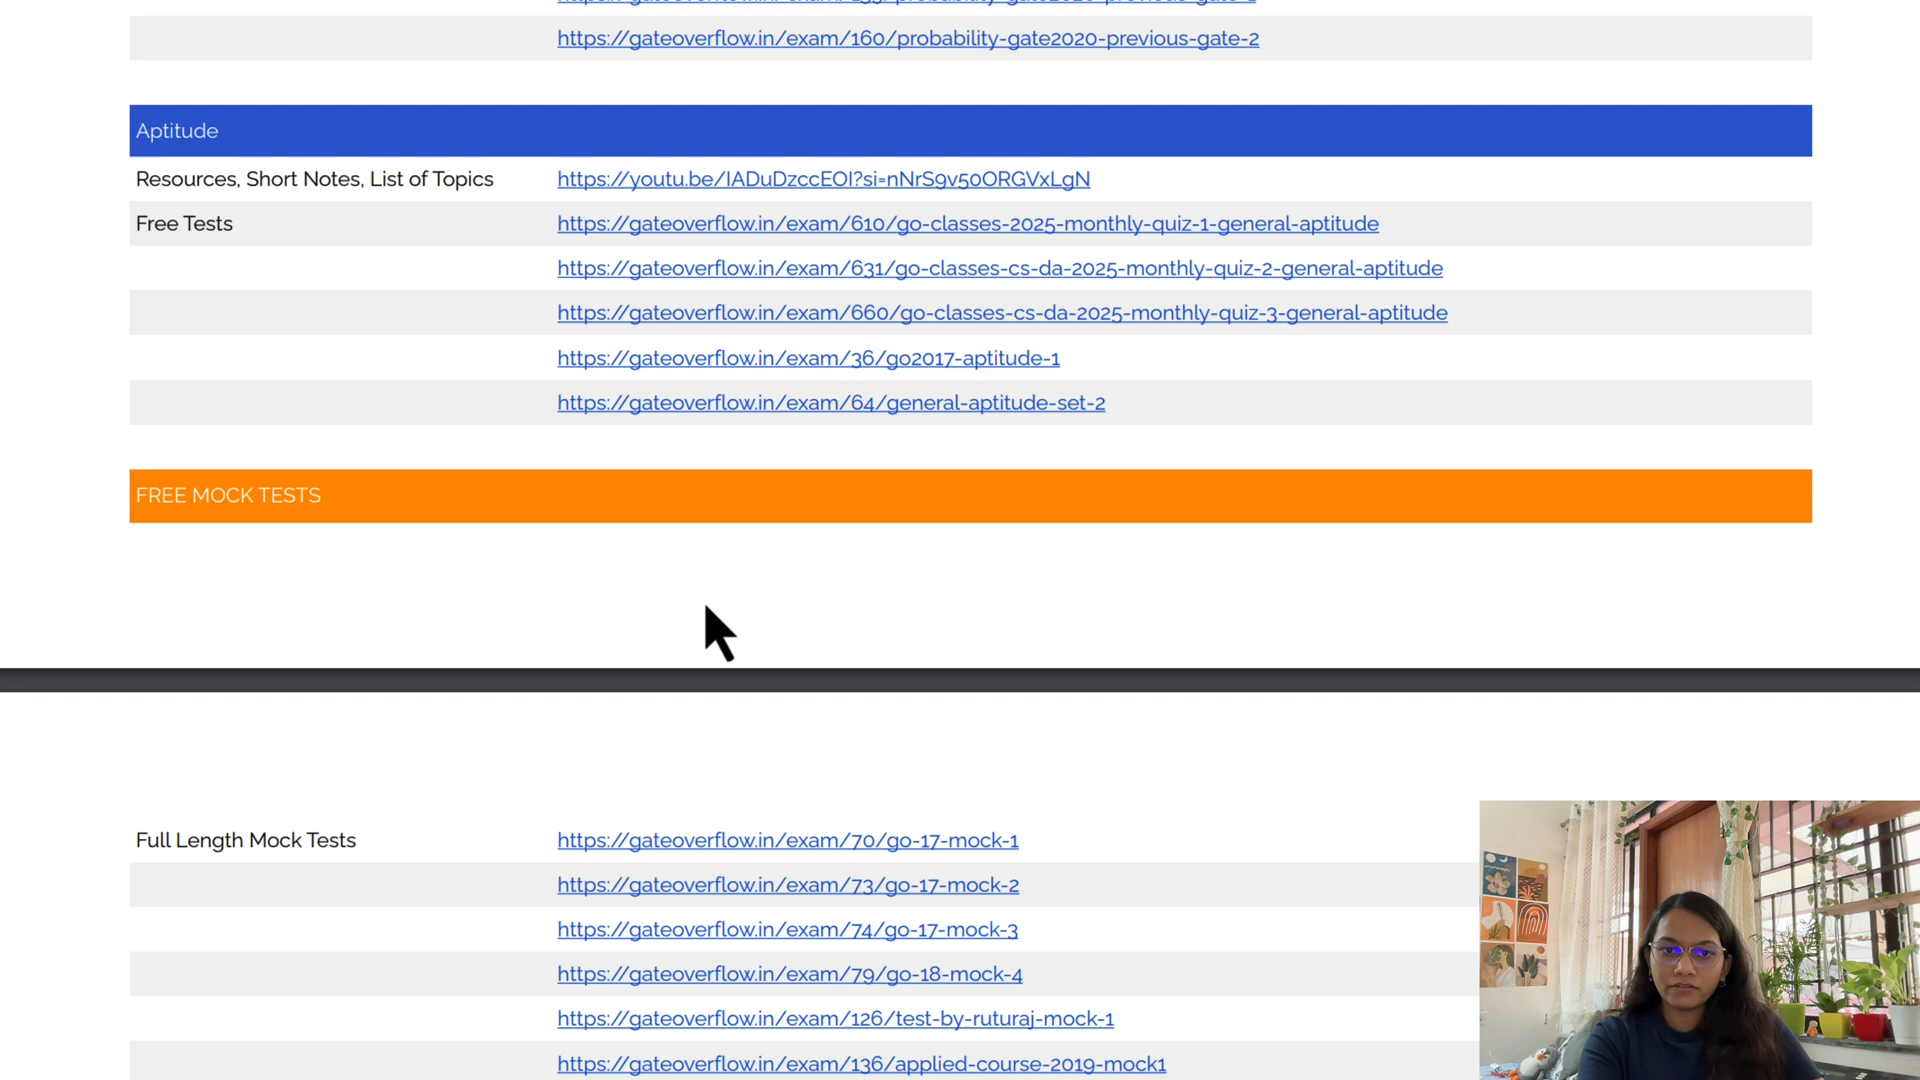 https://gateoverflow.in/exam/160/probability-gate2020-previous-gate-2
Aptitude
Resources, Short Notes, List of Topics https://youtu.be/IADuDzccEOI?si=nNrS9v50ORGVxLgN
Free Tests https://gateoverflow.in/exam/610/go-classes-2025-monthly-quiz-1-general-aptitude
https://gateoverflow.in/exam/631/go-classes-cs-da-2025-monthly-quiz-2-general-aptitude
https://gateoverflow.in/exam/660/go-classes-cs-da-2025-monthly-quiz-3-general-aptitude
https://gateoverflow.in/exam/36/go2017-aptitude-1
https://gateoverflow.in/exam/64/general-aptitude-set-2
FREE MOCK TESTS
Full Length Mock Tests https://gateoverflow.in/exam/70/go-17-mock-1
https://gateoverflow.in/exam/73/go-17-mock-2
https://gateoverflow.in/exam/74/go-17-mock-3
https://gateoverflow.in/exam/79/go-18-mock-4
https://gateoverflow.in/exam/126/test-by-ruturaj-mock-1
https://gateoverflow.in/exam/136/applied-course-2019-mock1